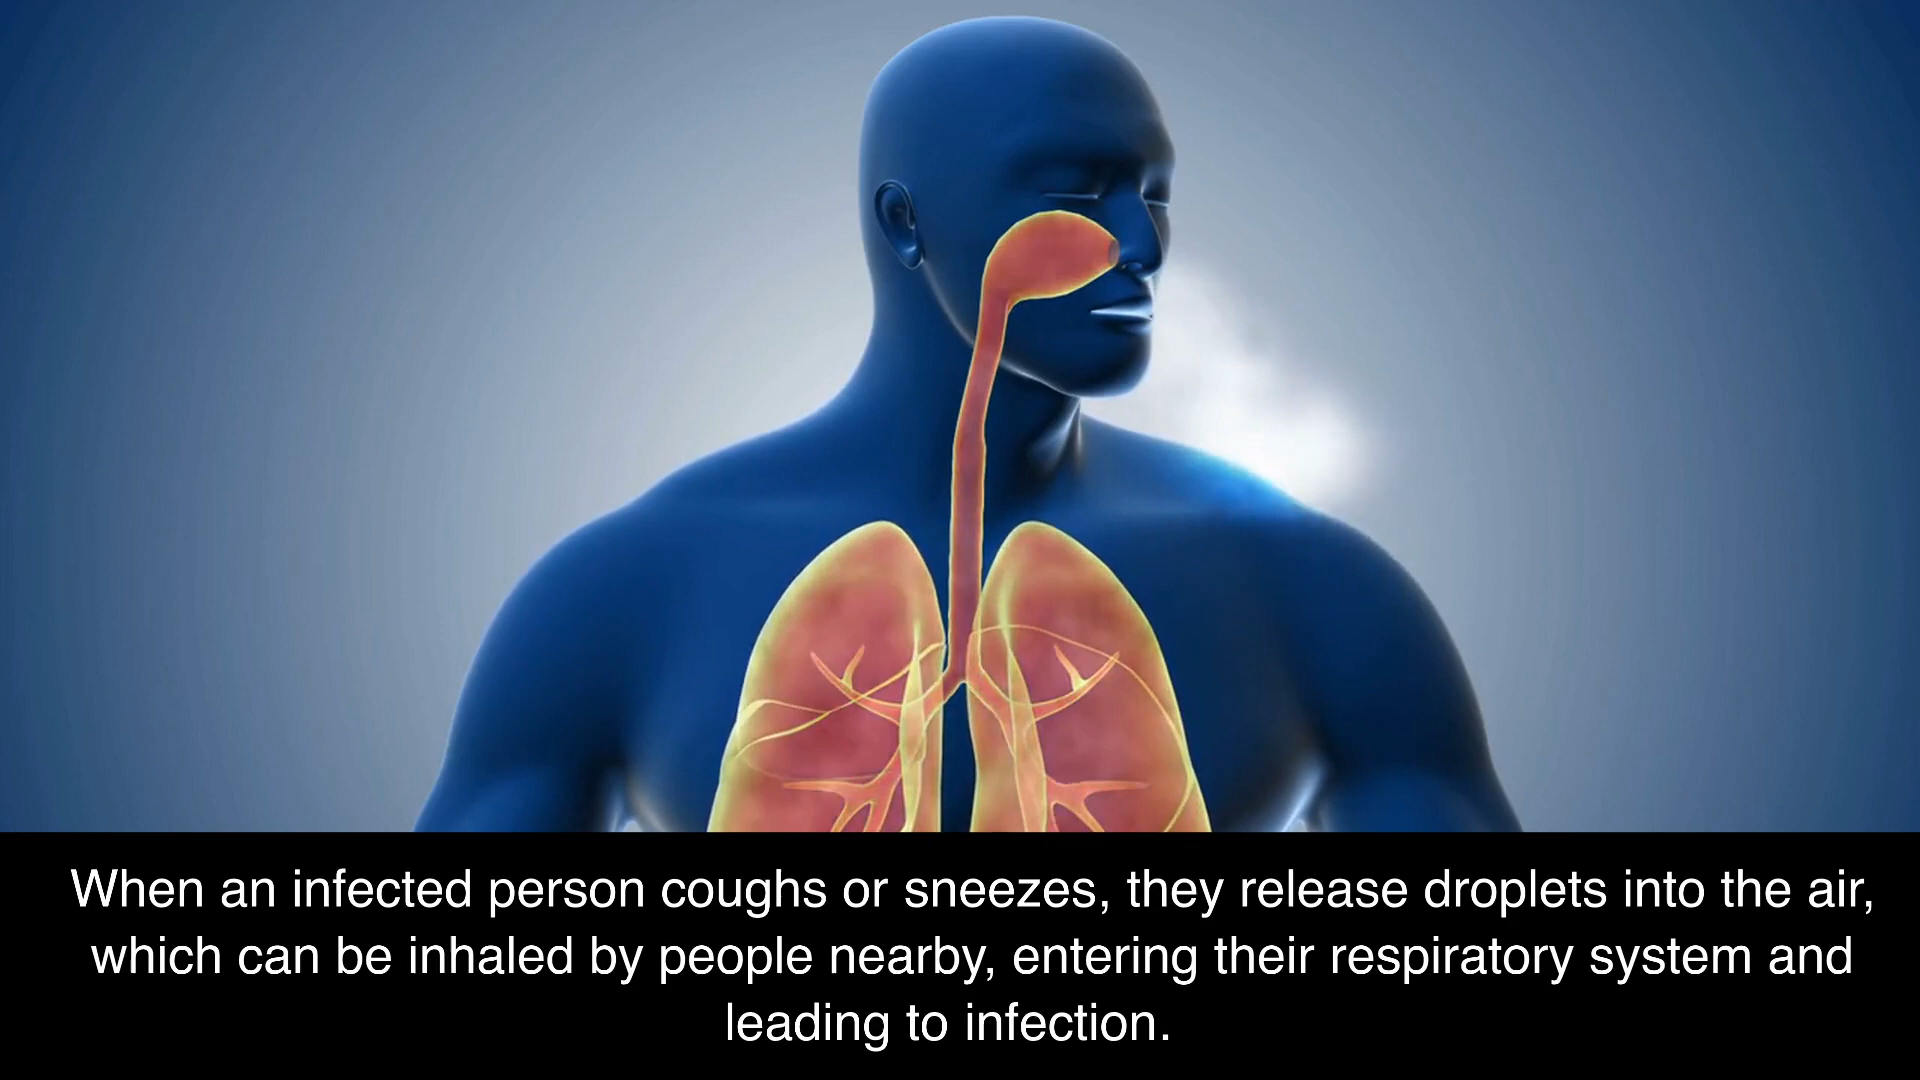 When an infected person coughs or sneezes, they release droplets into the air,
which can be inhaled by people nearby, entering their respiratory system and
leading to infection.